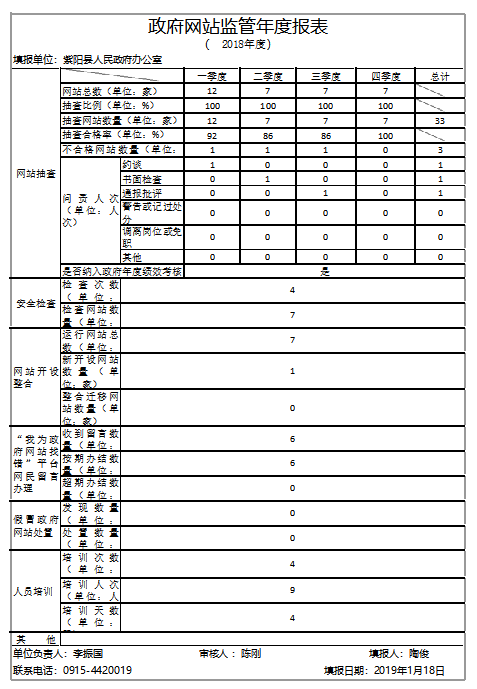 政府网站监管年度报表
（ 2018年度）
填报单位：紫阳县人民政府办公室
一季度 二季度 三季度 四季度 总计
网站抽查
网站总数（单位：家） 12 7 7 7
抽查比例（单位：%） 100 100 100 100
抽查网站数量（单位：家） 12 7 7 7 33
抽查合格率（单位：%） 92 86 86 100
不合格网站数量（单位： 1 1 1 0 3
问责人次（单位：人次）
约谈 1 0 0 0 1
书面检查 0 1 0 0 1
通报批评 0 0 1 0 1
警告或记过处分 0 0 0 0 0
调离岗位或免职 0 0 0 0 0
其他 0 0 0 0 0
是否纳入政府年度绩效考核 是
安全检查
检查次数（单位： 4
检查网站数量（单位： 7
网站开设整合
运行网站总数（单位： 7
新开设网站数量（单位：家） 1
整合迁移网站数量（单位：家） 0
“我为政府网站找错”平台网民留言办理
收到留言数量（单位： 6
按期办结数量（单位： 6
超期办结数量（单位： 0
假冒政府网站处置
发现数量（单位： 0
处置数量（单位： 0
人员培训
培训次数（单位： 4
培训人次（单位：人 9
培训天数（单位： 4
其 他
单位负责人：李振国 审核人： 陈刚 填报人：陶俊
联系电话：0915-4420019 填报日期：2019年1月18日